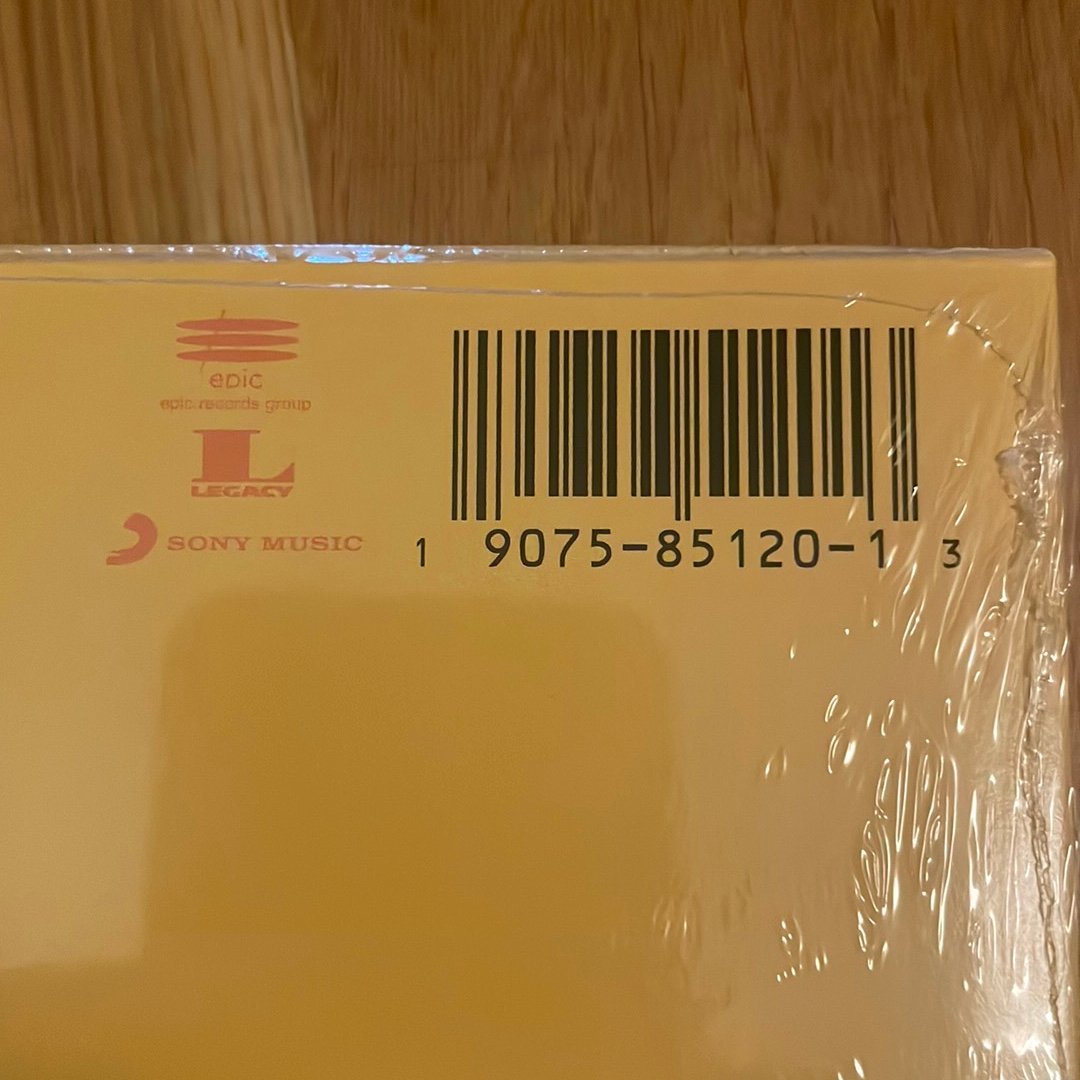 epic
epic records group
L
LEGACY
SONY MUSIC
1 9075-85120-1 3